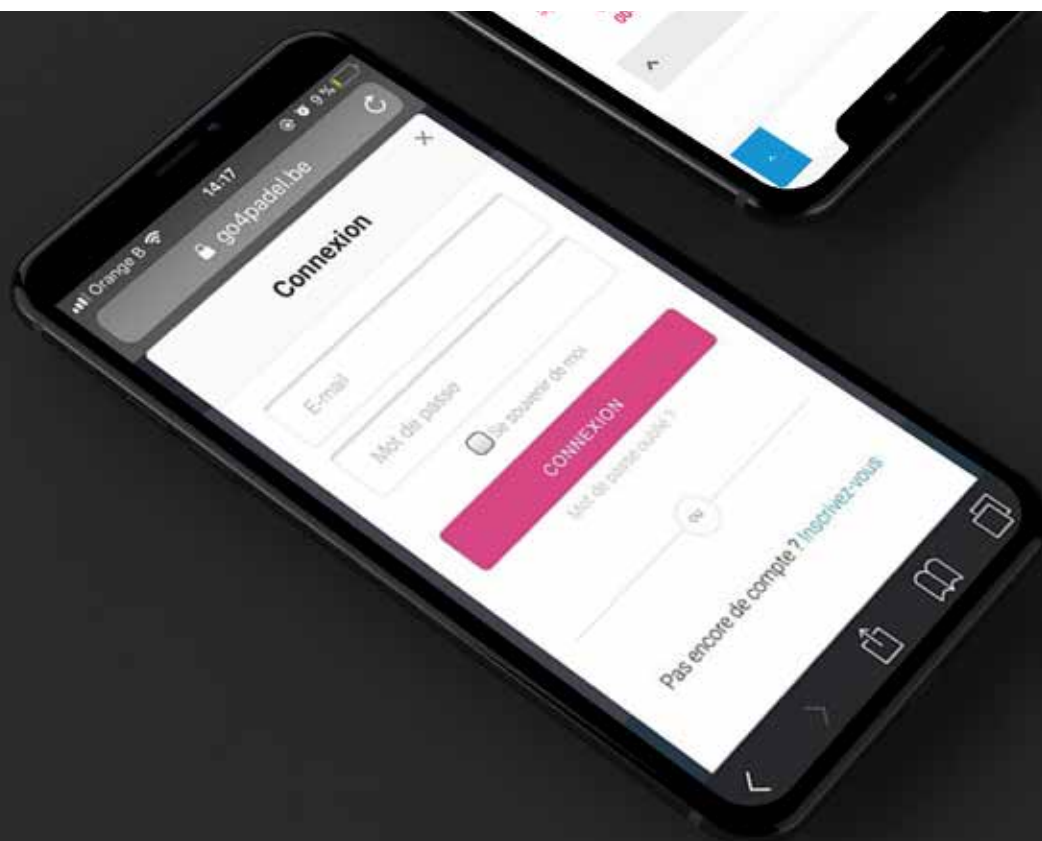 Orange B 14:17 9 %
go4padel.be
Connexion
E-mail
Mot de passe
Se souvenir de moi
CONNEXION
Mot de passe oublié ?
ou
Pas encore de compte ? Inscrivez-vous